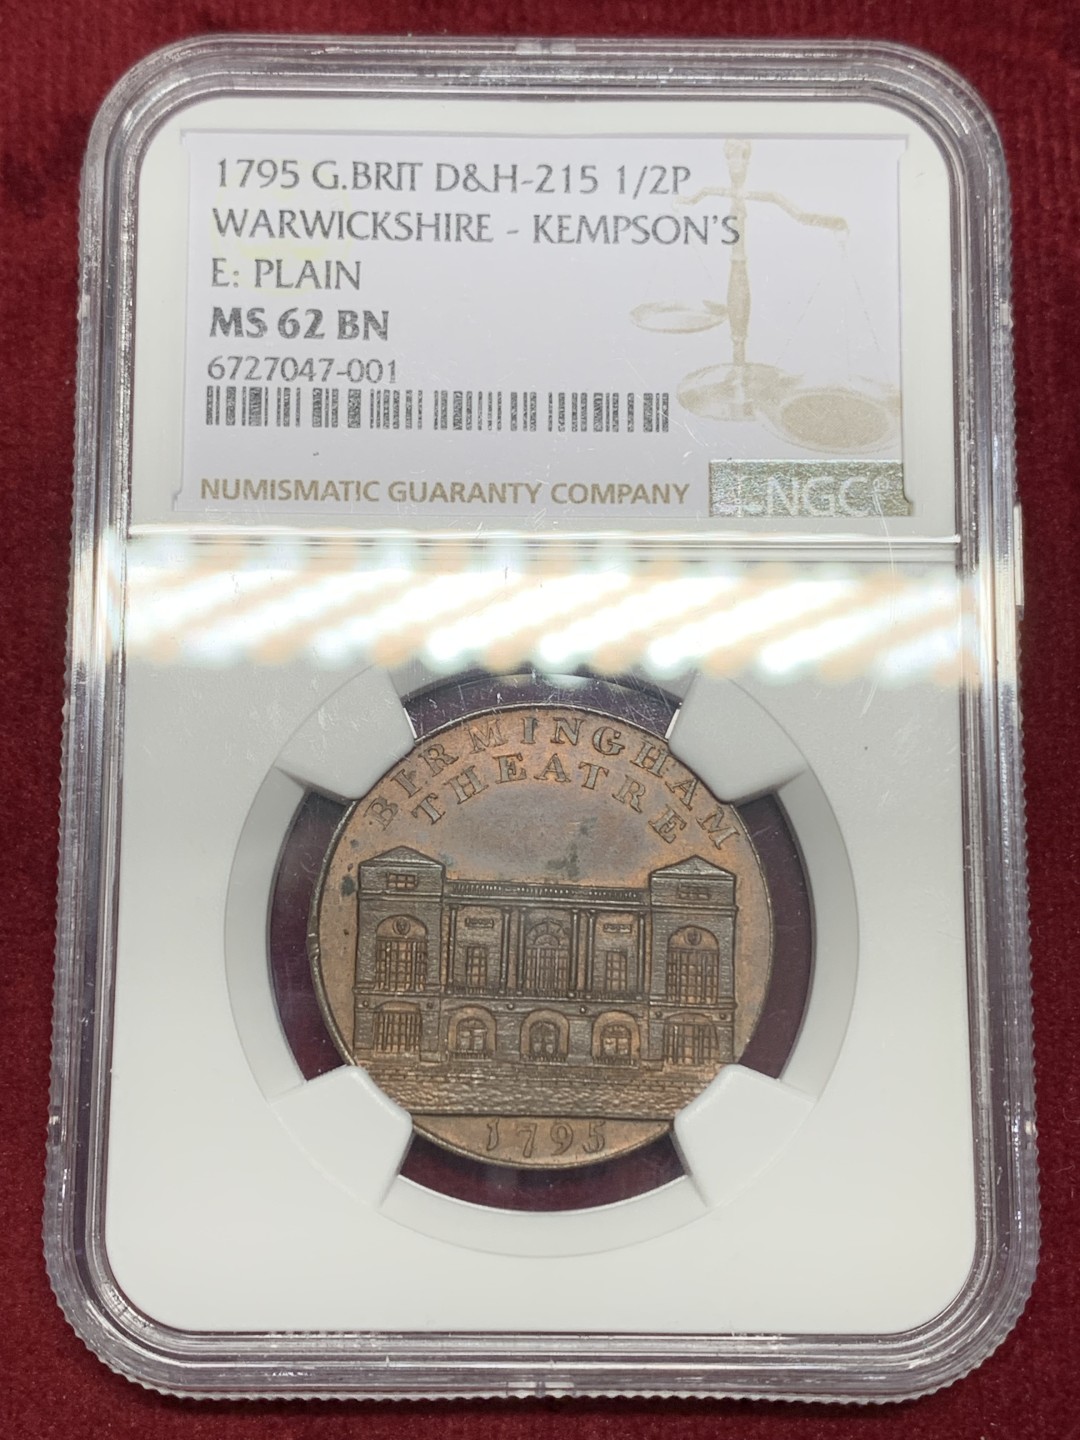 1795 G.BRIT D&H-215 1/2P
WARWICKSHIRE - KEMPSON'S
E: PLAIN
MS 62 BN
6727047-001
NUMISMATIC GUARANTY COMPANY
NGC
BIRMINGHAM
THEATRE
1795